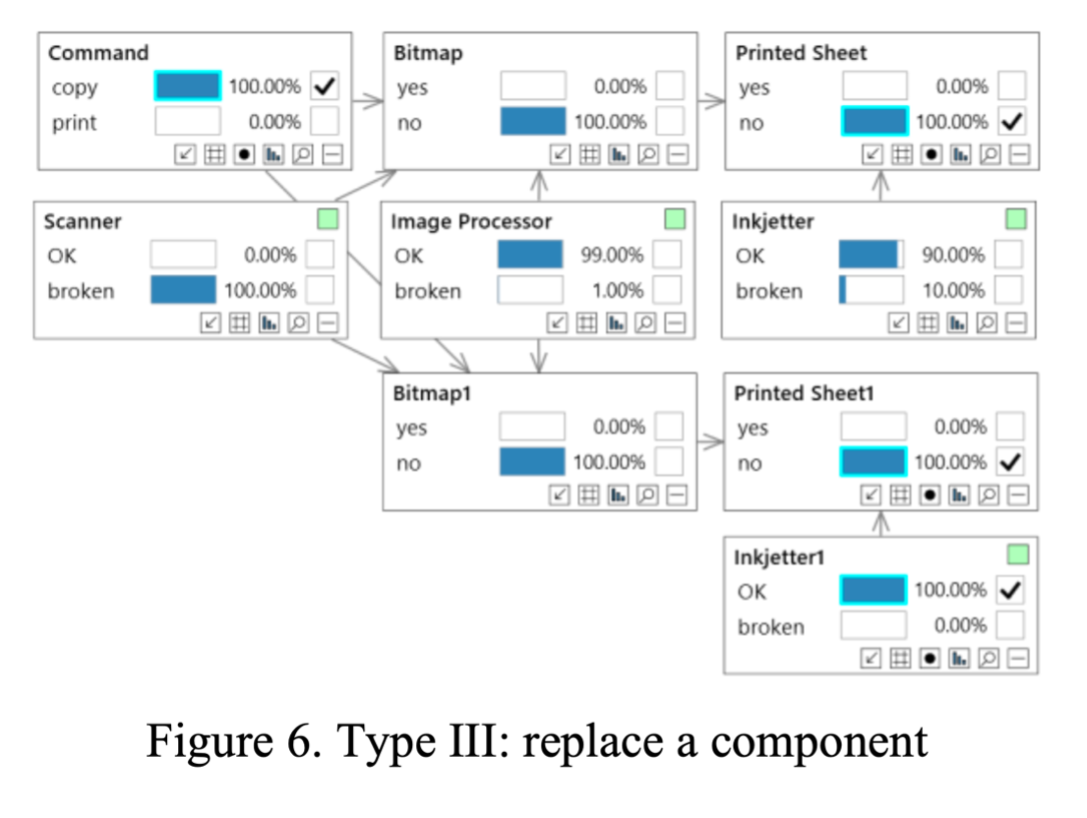 Command
copy 100.00%
print 0.00%
Bitmap
yes 0.00%
no 100.00%
Printed Sheet
yes 0.00%
no 100.00%
Scanner
OK 0.00%
broken 100.00%
Image Processor
OK 99.00%
broken 1.00%
Inkjetter
OK 90.00%
broken 10.00%
Bitmap1
yes 0.00%
no 100.00%
Printed Sheet1
yes 0.00%
no 100.00%
Inkjetter1
OK 100.00%
broken 0.00%
Figure 6. Type III: replace a component